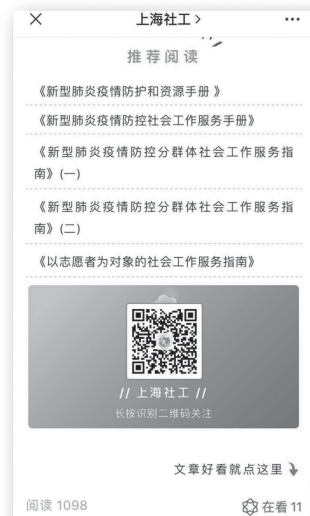 上海社工
推荐阅读
《新型肺炎疫情防护和资源手册 》
《新型肺炎疫情防控社会工作服务手册》
《新型肺炎疫情防控分群体社会工作服务指
南》(一)
《新型肺炎疫情防控分群体社会工作服务指
南》(二)
《以志愿者为对象的社会工作服务指南》
// 上海社工 //
长按识别二维码关注
文章好看就点这里
阅读 1098
在看 11